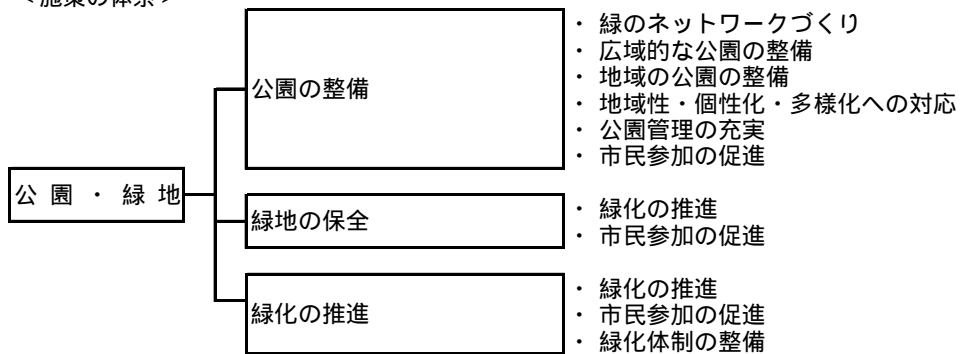 <施策の体系>
公園・緑地
公園の整備
・ 緑のネットワークづくり
・ 広域的な公園の整備
・ 地域の公園の整備
・ 地域性・個性化・多様化への対応
・ 公園管理の充実
・ 市民参加の促進
緑地の保全
・ 緑化の推進
・ 市民参加の促進
緑化の推進
・ 緑化の推進
・ 市民参加の促進
・ 緑化体制の整備